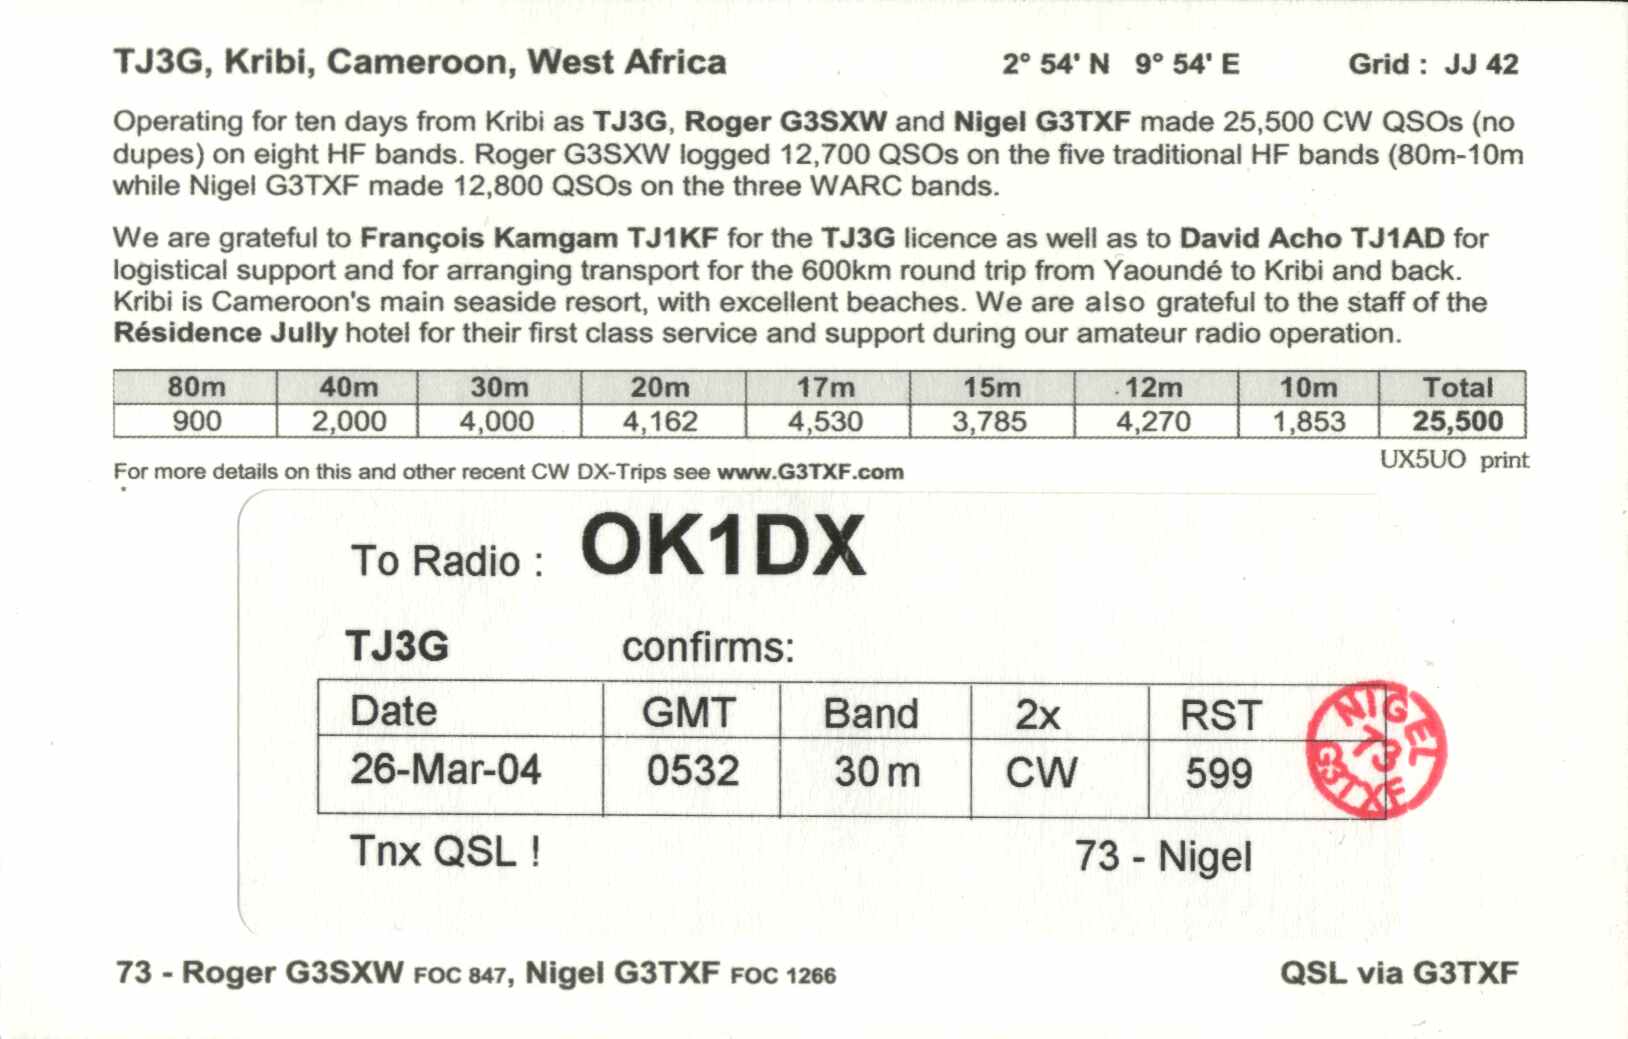 TJ3G, Kribi, Cameroon, West Africa 2° 54' N 9° 54' E Grid : JJ 42
Operating for ten days from Kribi as TJ3G, Roger G3SXW and Nigel G3TXF made 25,500 CW QSOs (no
dupes) on eight HF bands. Roger G3SXW logged 12,700 QSOs on the five traditional HF bands (80m-10m
while Nigel G3TXF made 12,800 QSOs on the three WARC bands.
We are grateful to François Kamgam TJ1KF for the TJ3G licence as well as to David Acho TJ1AD for
logistical support and for arranging transport for the 600km round trip from Yaoundé to Kribi and back.
Kribi is Cameroon's main seaside resort, with excellent beaches. We are also grateful to the staff of the
Résidence Jully hotel for their first class service and support during our amateur radio operation.
80m 40m 30m 20m 17m 15m 12m 10m Total
900 2,000 4,000 4,162 4,530 3,785 4,270 1,853 25,500
For more details on this and other recent CW DX-Trips see www.G3TXF.com UX5UO print
To Radio : OK1DX
TJ3G confirms:
Date GMT Band 2x RST
26-Mar-04 0532 30 m CW 599
NIGEL
73
G3TXF
Tnx QSL ! 73 - Nigel
73 - Roger G3SXW FOC 847, Nigel G3TXF FOC 1266 QSL via G3TXF